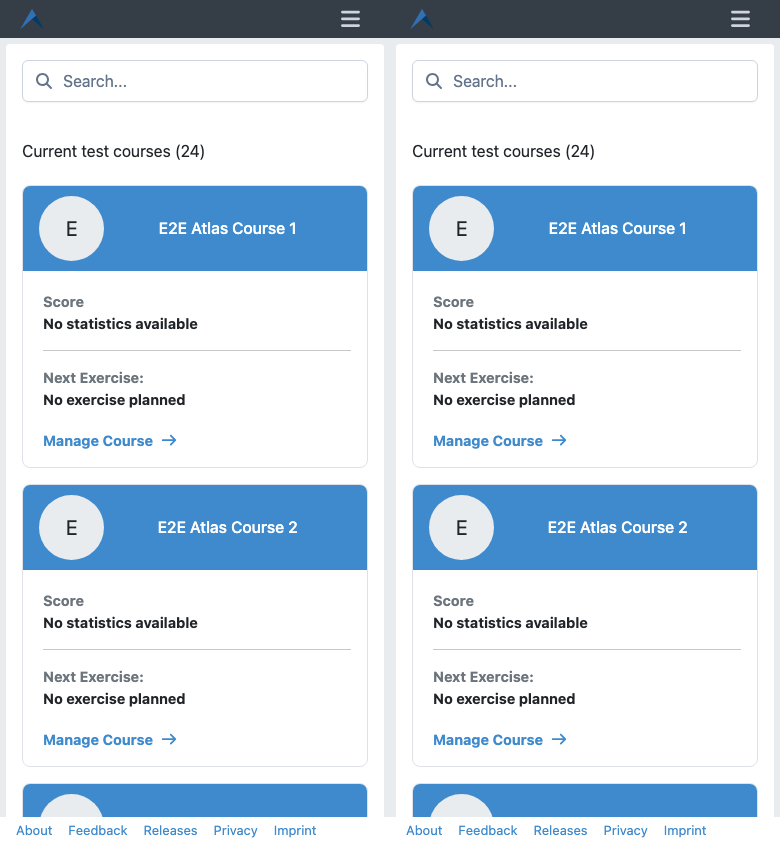 Search...
Current test courses (24)
E
E2E Atlas Course 1
Score
No statistics available
Next Exercise:
No exercise planned
Manage Course →
E
E2E Atlas Course 2
Score
No statistics available
Next Exercise:
No exercise planned
Manage Course →
About Feedback Releases Privacy Imprint
Search...
Current test courses (24)
E
E2E Atlas Course 1
Score
No statistics available
Next Exercise:
No exercise planned
Manage Course →
E
E2E Atlas Course 2
Score
No statistics available
Next Exercise:
No exercise planned
Manage Course →
About Feedback Releases Privacy Imprint